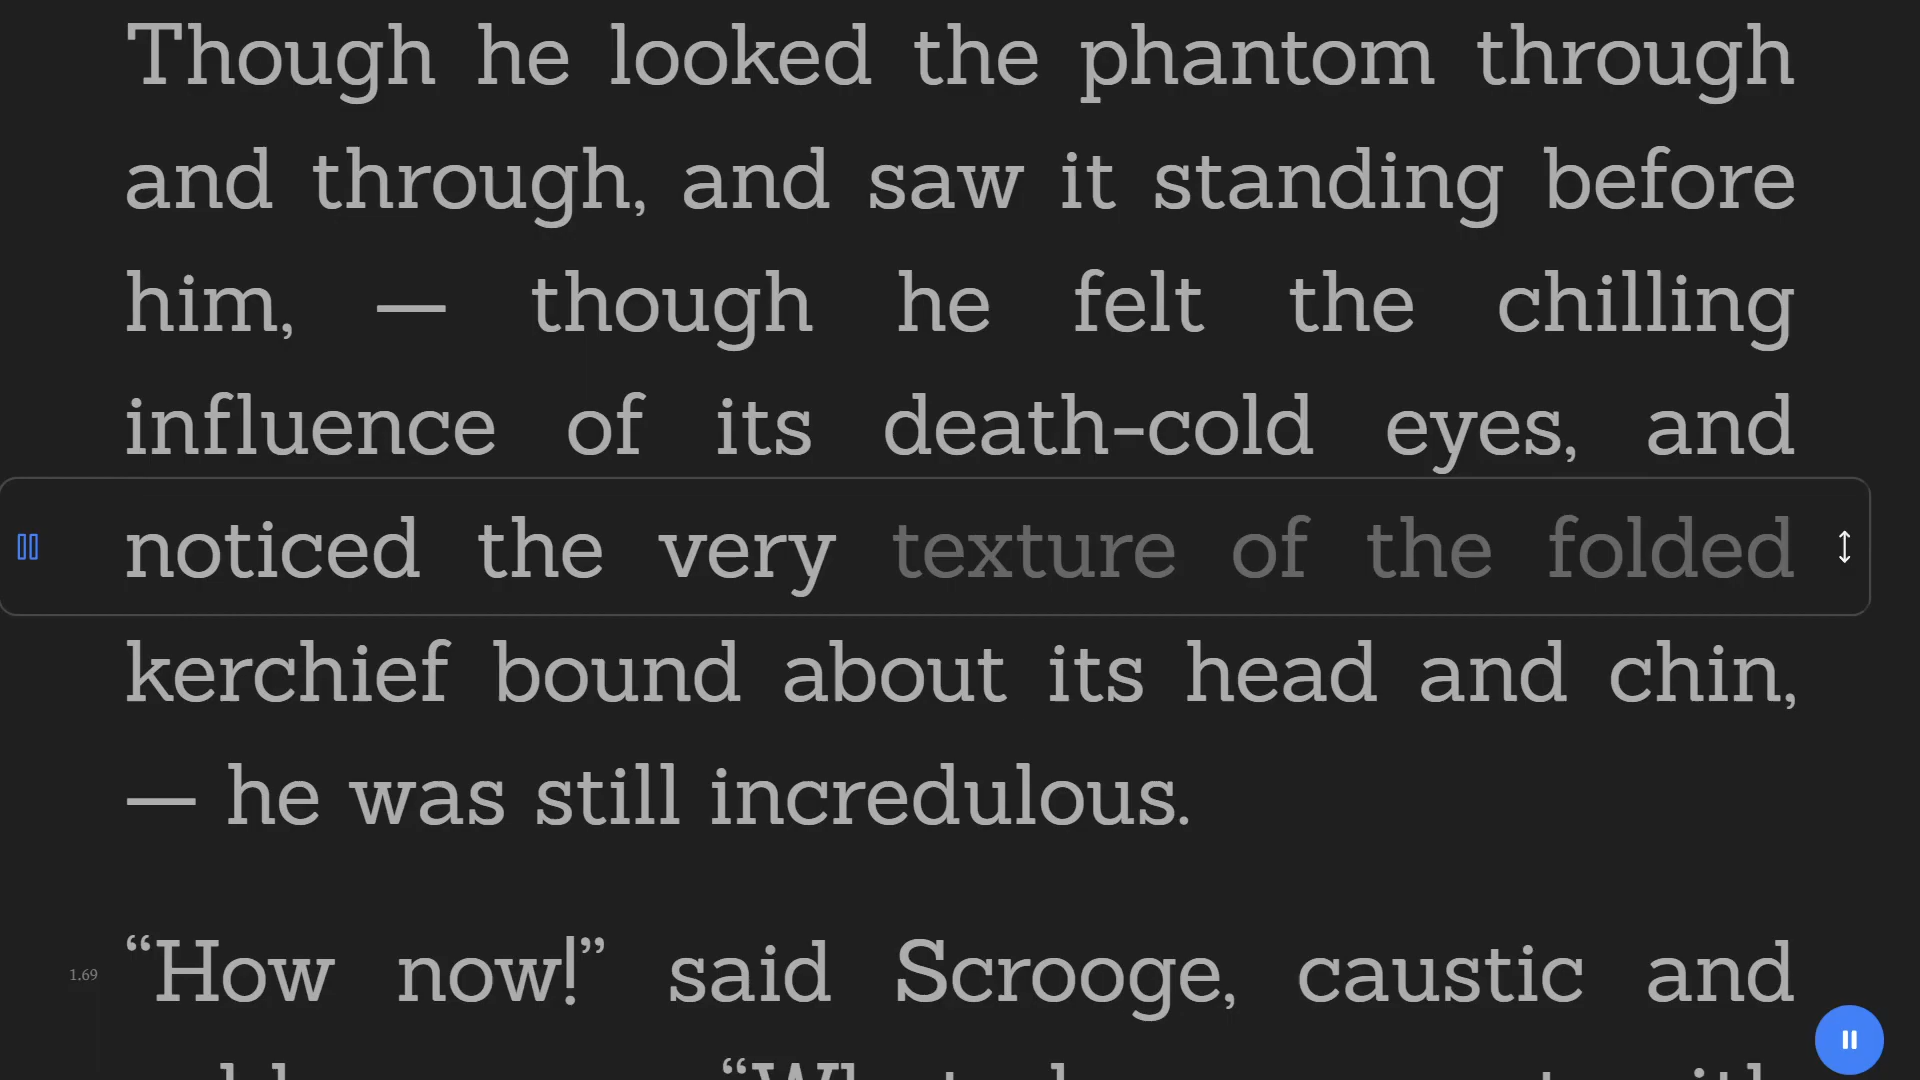 Though he looked the phantom through
and through, and saw it standing before
him, — though he felt the chilling
influence of its death-cold eyes, and
noticed the very texture of the folded
kerchief bound about its head and chin,
— he was still incredulous.
1.69
“How now!” said Scrooge, caustic and